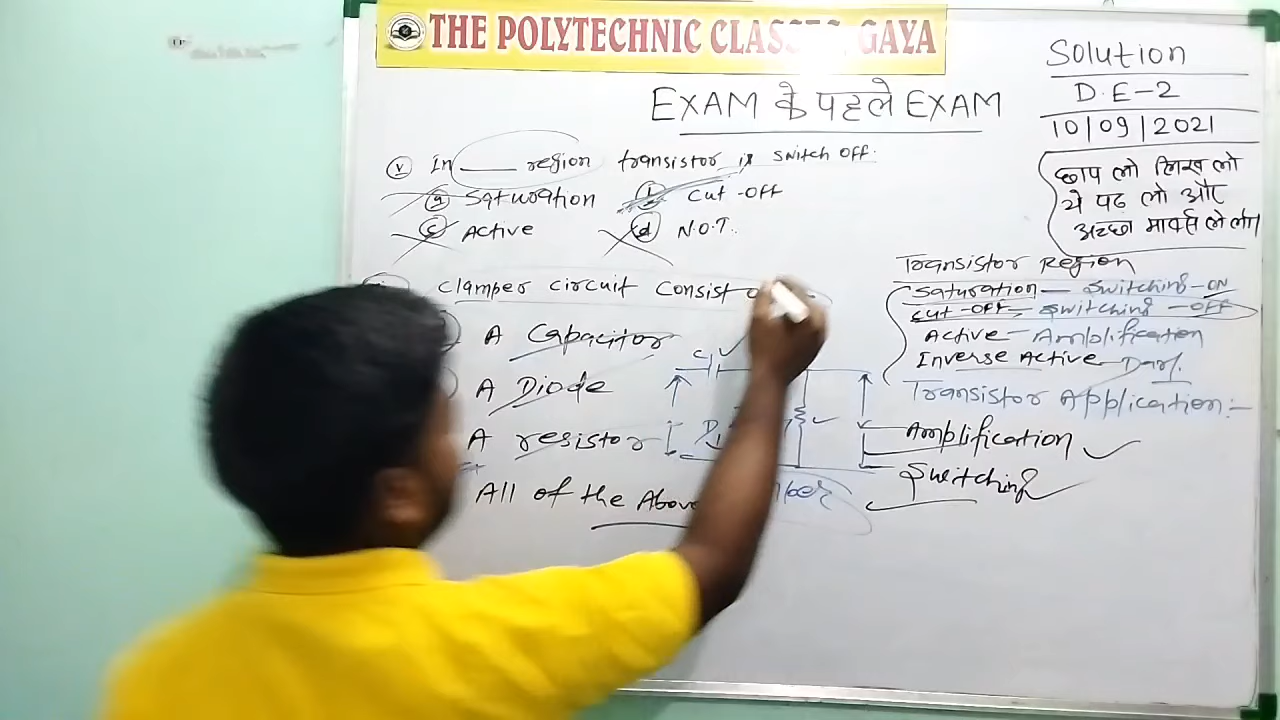 THE POLYTECHNIC CLASSES, GAYA
EXAM के पहले EXAM
Solution
D.E-2
10/09/2021
छाप लो लिख लो
ये पढ़ लो और
अच्छा मार्क्स ले लो।
(v) In ____ region transistor is switch off.
(a) Saturation (b) Cut-off
(c) Active (d) N.O.T.
Clamper circuit consist
A Capacitor
A Diode
A resistor
All of the Above
C
D
Transistor Region
Saturation — Switching-ON
Cut-OFF — Switching-OFF
Active — Amplification
Inverse Active —
Transistor Application:-
Amplification ✓
Switching